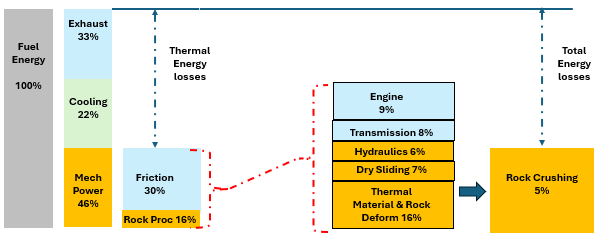 Fuel
Energy
100%
Exhaust
33%
Cooling
22%
Mech
Power
46%
Thermal
Energy
losses
Friction
30%
Rock Proc 16%
Engine
9%
Transmission 8%
Hydraulics 6%
Dry Sliding 7%
Thermal
Material & Rock
Deform 16%
Total
Energy
losses
Rock Crushing
5%